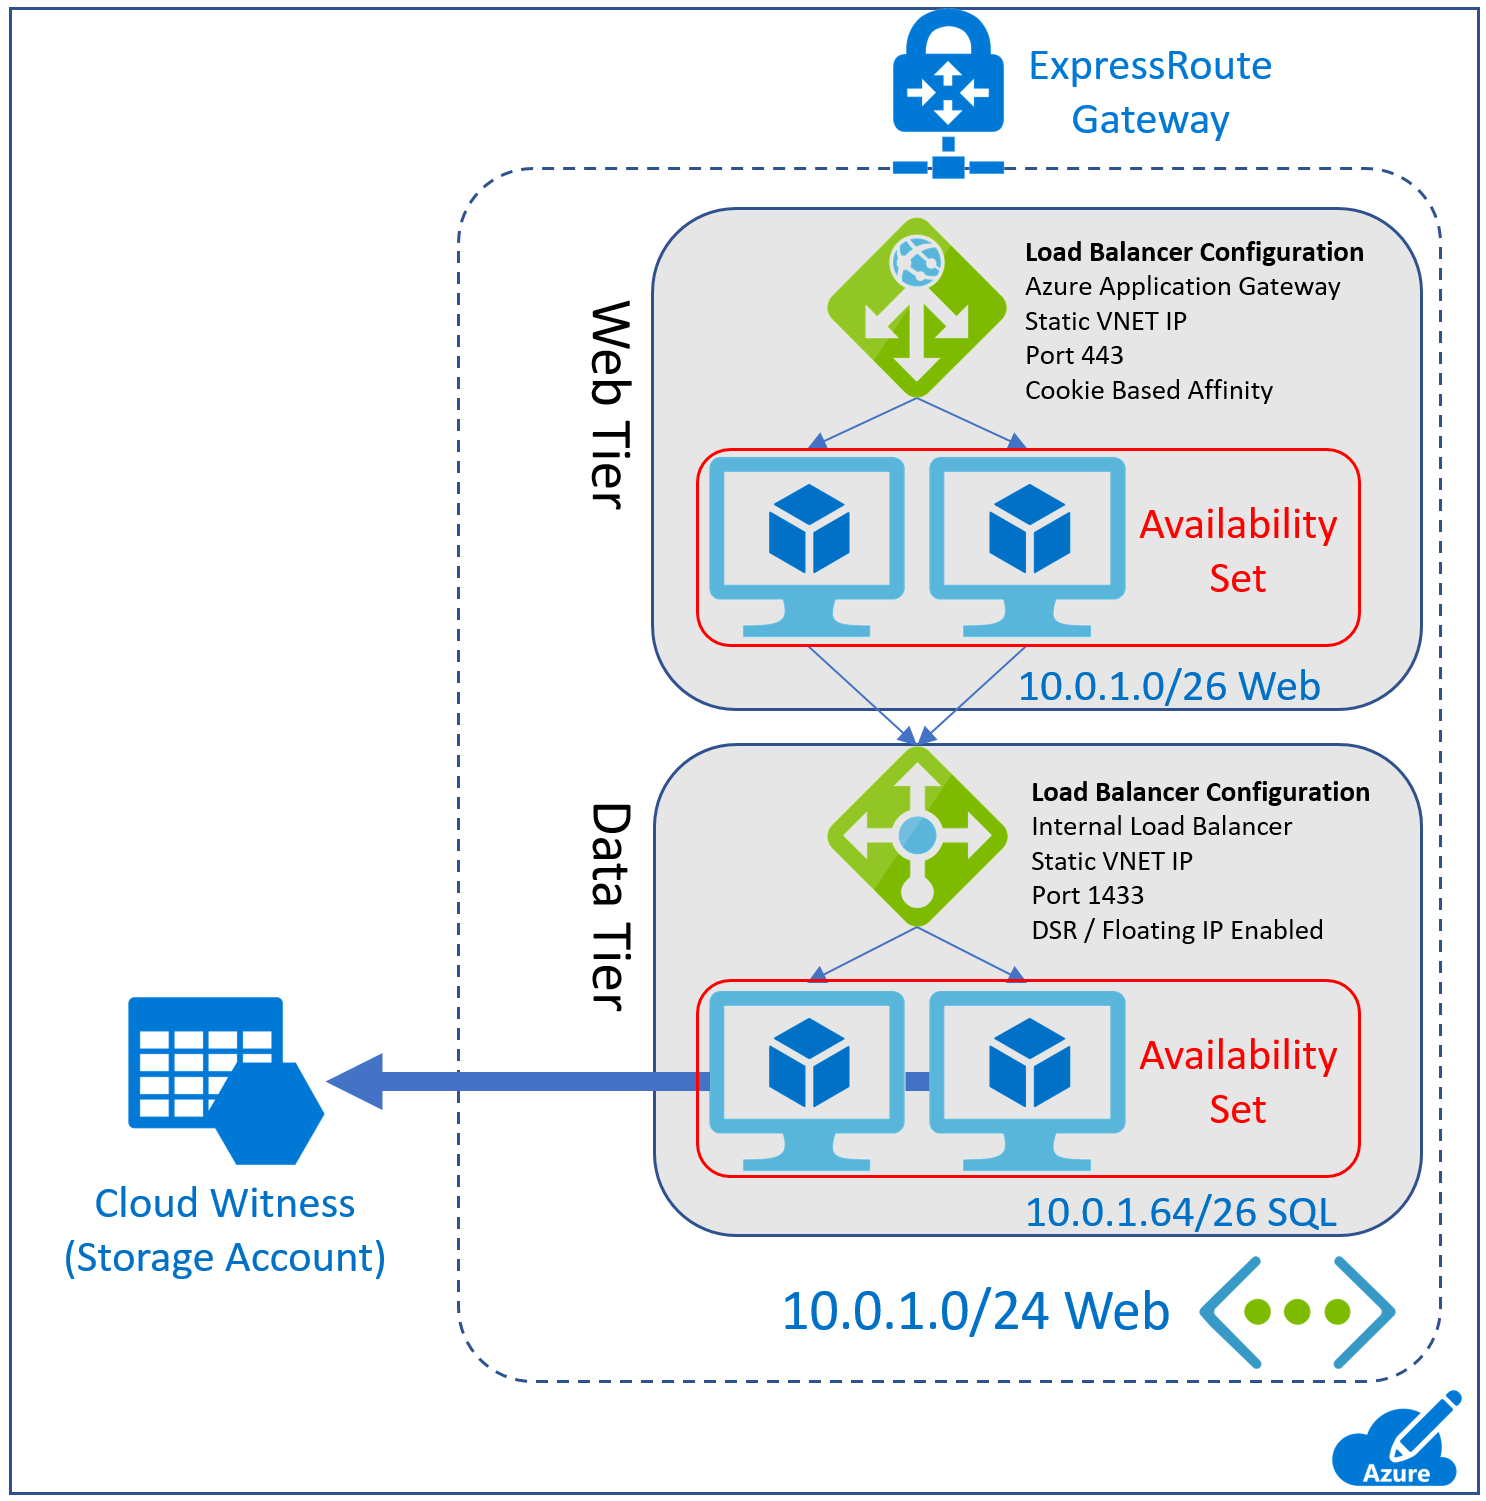 ExpressRoute
Gateway
Web Tier
Load Balancer Configuration
Azure Application Gateway
Static VNET IP
Port 443
Cookie Based Affinity
Availability
Set
10.0.1.0/26 Web
Data Tier
Load Balancer Configuration
Internal Load Balancer
Static VNET IP
Port 1433
DSR / Floating IP Enabled
Availability
Set
10.0.1.64/26 SQL
Cloud Witness
(Storage Account)
10.0.1.0/24 Web
Azure